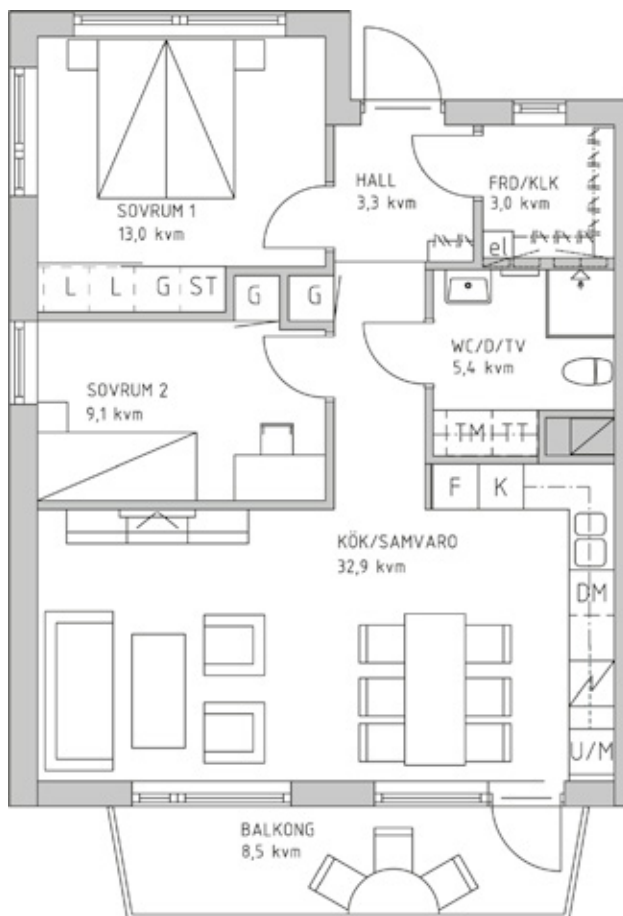 SOVRUM 1
13,0 kvm
HALL
3,3 kvm
FRD/KLK
3,0 kvm
el
L L G ST
G
G
WC/D/TV
5,4 kvm
SOVRUM 2
9,1 kvm
TM TT
F K
KÖK/SAMVARO
32,9 kvm
DM
U/M
BALKONG
8,5 kvm